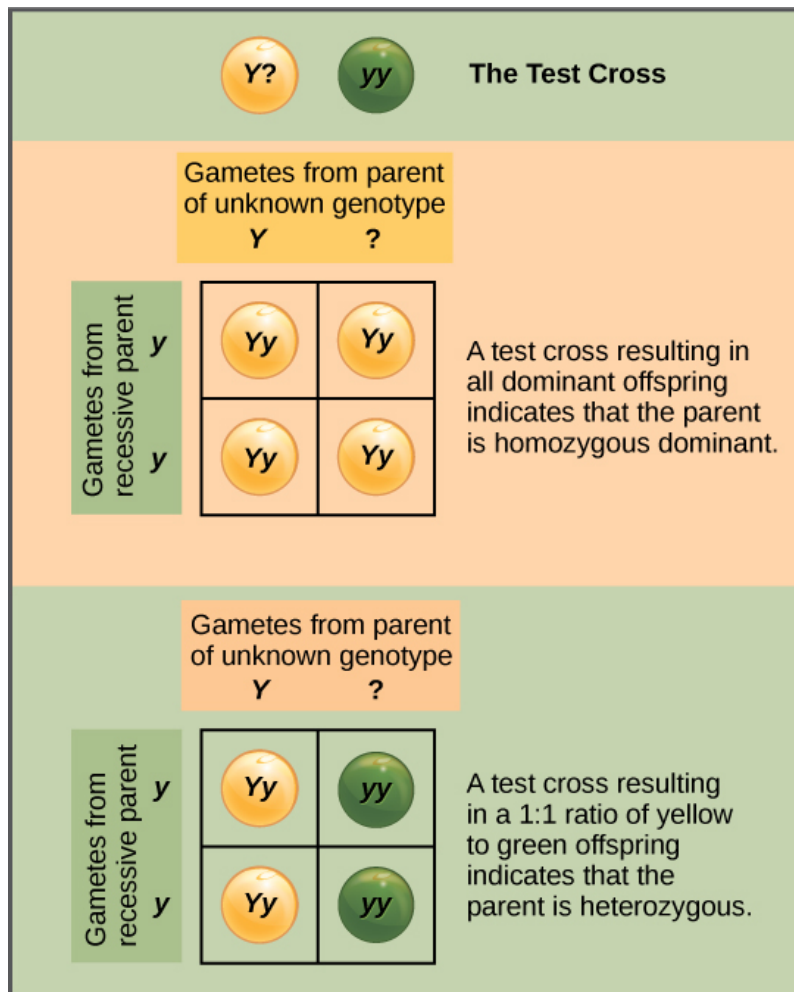 Y? yy The Test Cross
Gametes from parent
of unknown genotype
Y ?
Gametes from
recessive parent
y Yy Yy
y Yy Yy
A test cross resulting in
all dominant offspring
indicates that the parent
is homozygous dominant.
Gametes from parent
of unknown genotype
Y ?
Gametes from
recessive parent
y Yy yy
y Yy yy
A test cross resulting
in a 1:1 ratio of yellow
to green offspring
indicates that the
parent is heterozygous.